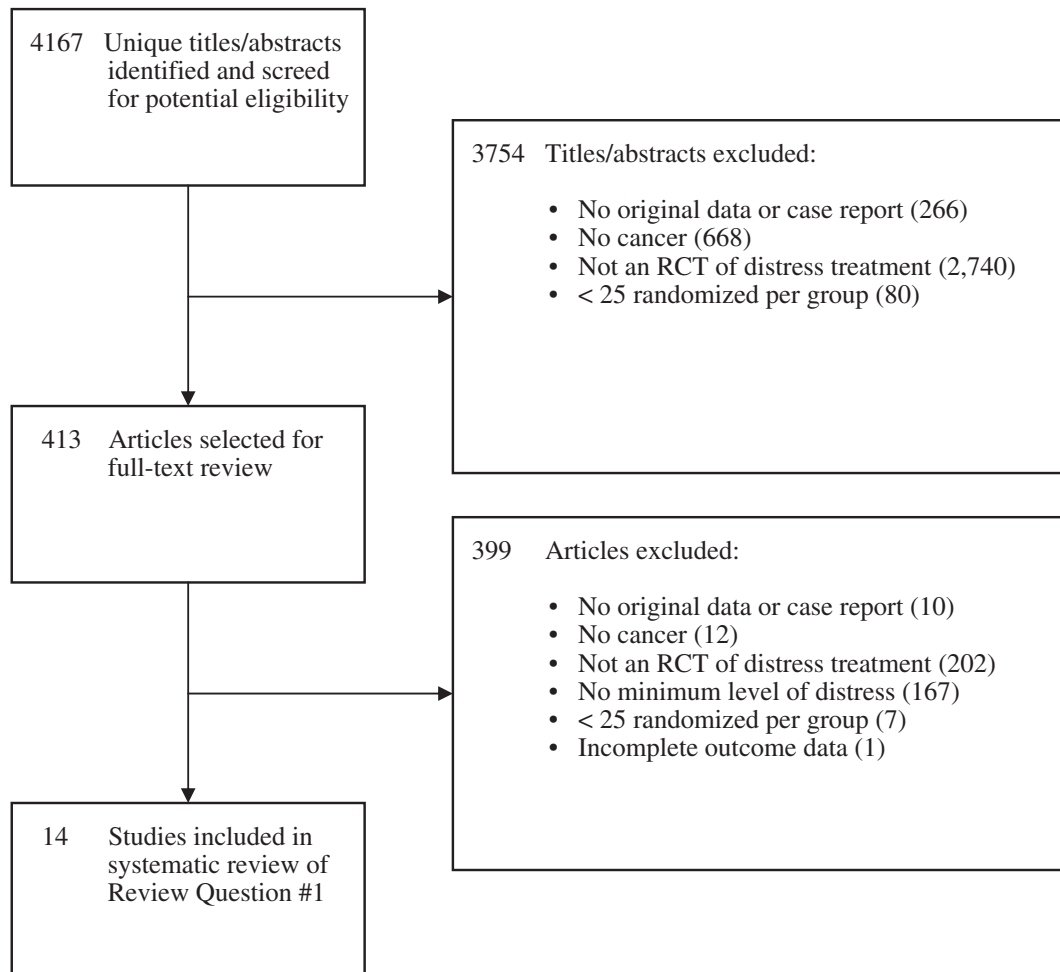 4167 Unique titles/abstracts
identified and screed
for potential eligibility
3754 Titles/abstracts excluded:
• No original data or case report (266)
• No cancer (668)
• Not an RCT of distress treatment (2,740)
• < 25 randomized per group (80)
413 Articles selected for
full-text review
399 Articles excluded:
• No original data or case report (10)
• No cancer (12)
• Not an RCT of distress treatment (202)
• No minimum level of distress (167)
• < 25 randomized per group (7)
• Incomplete outcome data (1)
14 Studies included in
systematic review of
Review Question #1